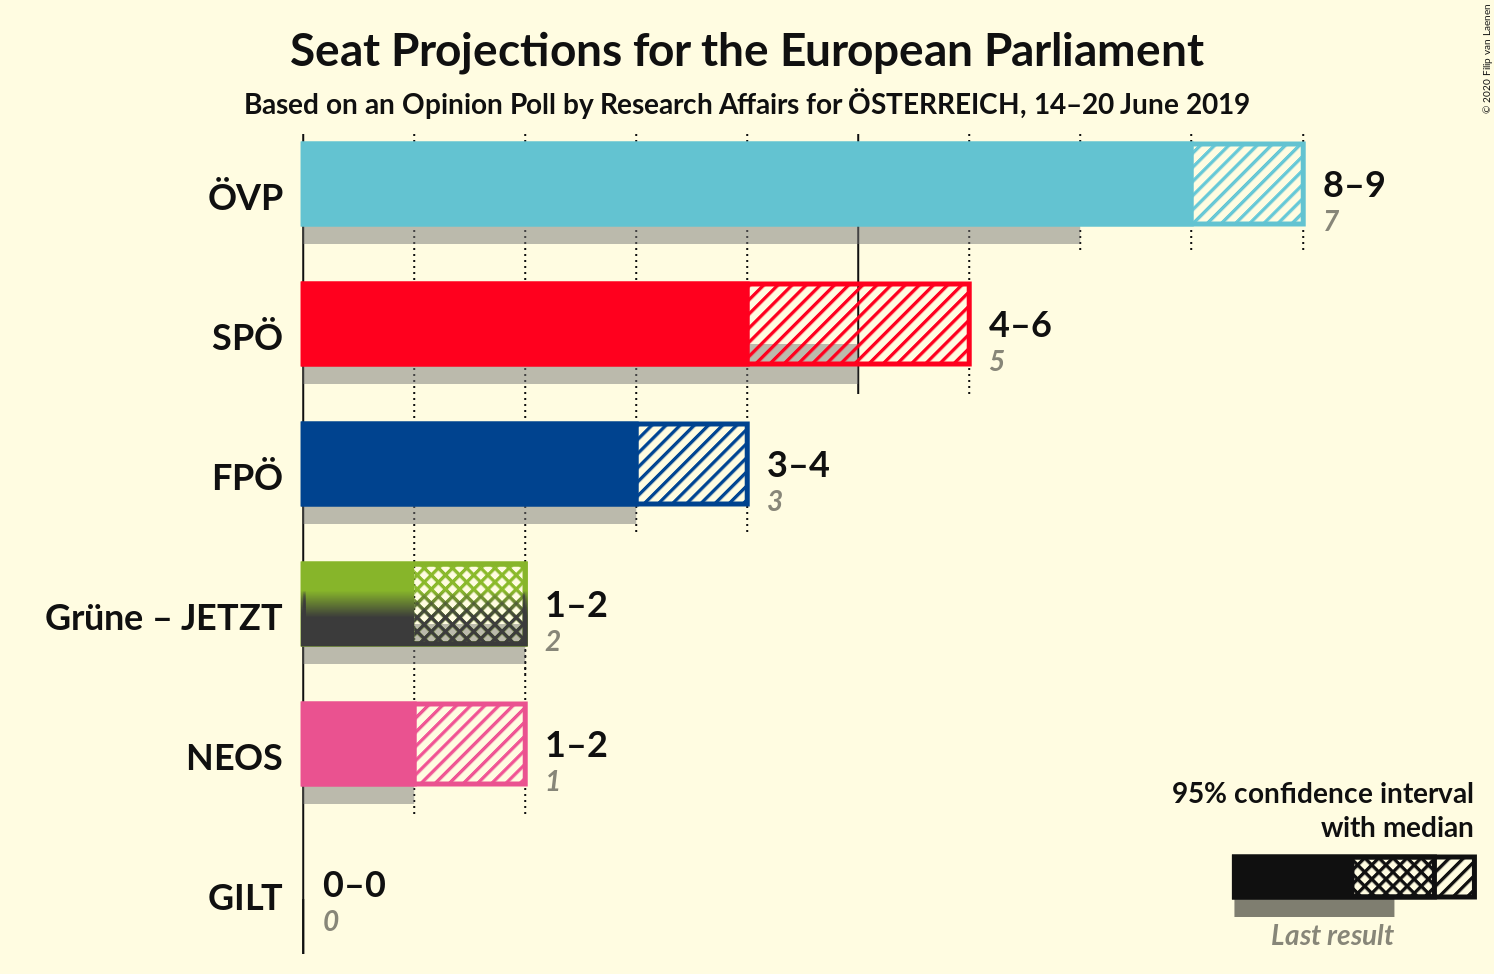 Seat Projections for the European Parliament
Based on an Opinion Poll by Research Affairs for ÖSTERREICH, 14–20 June 2019
© 2020 Filip van Laenen
ÖVP
8–9
7
SPÖ
4–6
5
FPÖ
3–4
3
Grüne – JETZT
1–2
2
NEOS
1–2
1
GILT
0–0
0
95% confidence interval
with median
Last result